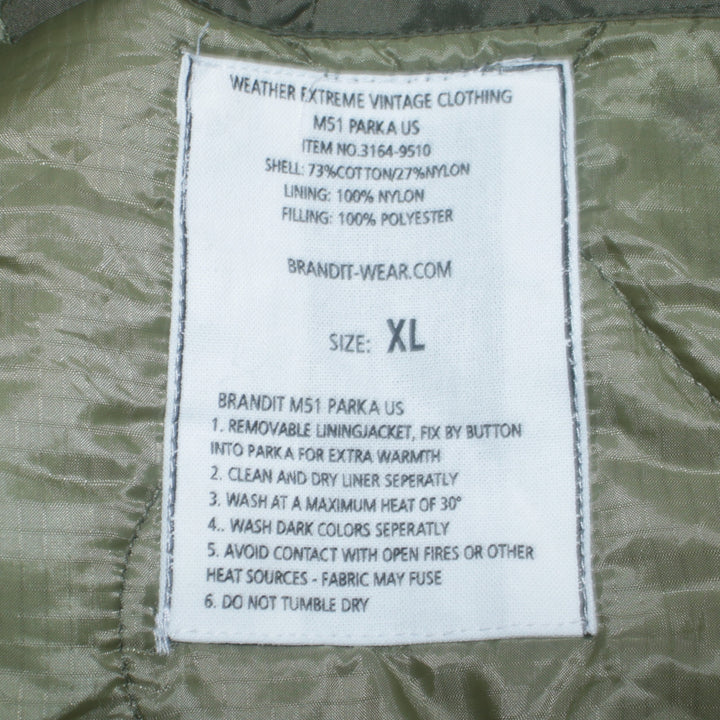 WEATHER EXTREME VINTAGE CLOTHING
M51 PARKA US
ITEM NO.3164-9510
SHELL: 73%COTTON/27%NYLON
LINING: 100% NYLON
FILLING: 100% POLYESTER
BRANDIT-WEAR.COM
SIZE: XL
BRANDIT M51 PARKA US
1. REMOVABLE LININGJACKET, FIX BY BUTTON
INTO PARKA FOR EXTRA WARMTH
2. CLEAN AND DRY LINER SEPERATLY
3. WASH AT A MAXIMUM HEAT OF 30°
4.. WASH DARK COLORS SEPERATLY
5. AVOID CONTACT WITH OPEN FIRES OR OTHER
HEAT SOURCES - FABRIC MAY FUSE
6. DO NOT TUMBLE DRY